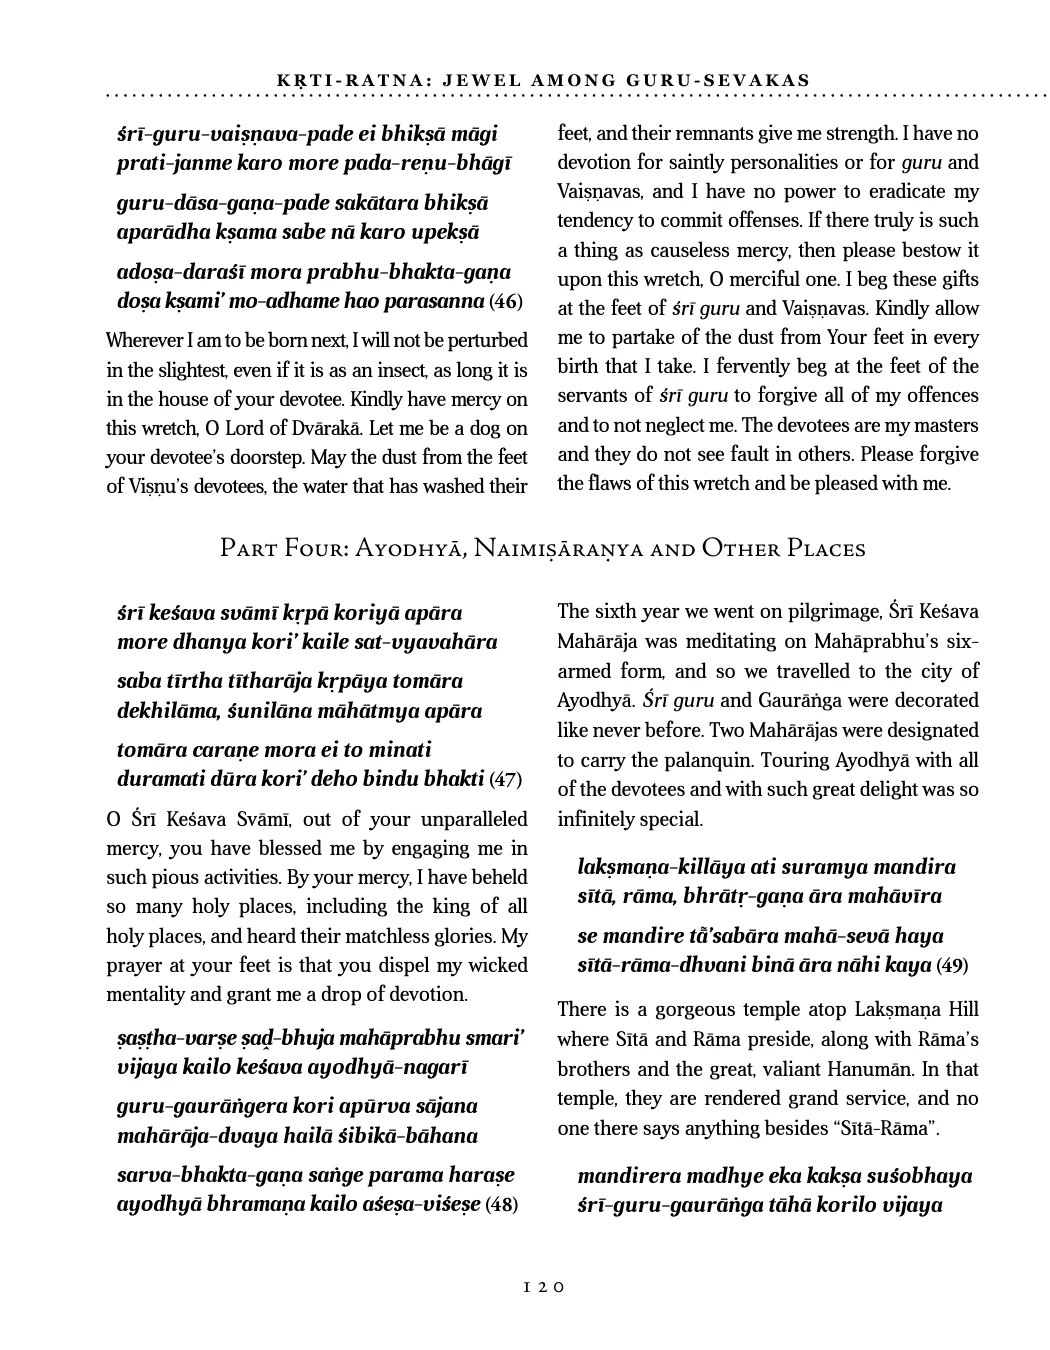 KṚTI-RATNA: JEWEL AMONG GURU-SEVAKAS
śrī-guru-vaiṣṇava-pade ei bhikṣā māgi
prati-janme karo more pada-reṇu-bhāgī
guru-dāsa-gaṇa-pade sakātara bhikṣā
aparādha kṣama sabe nā karo upekṣā
adoṣa-daraśī mora prabhu-bhakta-gaṇa
doṣa kṣami’ mo-adhame hao parasanna (46)
Wherever I am to be born next, I will not be perturbed
in the slightest, even if it is as an insect, as long it is
in the house of your devotee. Kindly have mercy on
this wretch, O Lord of Dvārakā. Let me be a dog on
your devotee’s doorstep. May the dust from the feet
of Viṣṇu’s devotees, the water that has washed their
feet, and their remnants give me strength. I have no
devotion for saintly personalities or for guru and
Vaiṣṇavas, and I have no power to eradicate my
tendency to commit offenses. If there truly is such
a thing as causeless mercy, then please bestow it
upon this wretch, O merciful one. I beg these gifts
at the feet of śrī guru and Vaiṣṇavas. Kindly allow
me to partake of the dust from Your feet in every
birth that I take. I fervently beg at the feet of the
servants of śrī guru to forgive all of my offences
and to not neglect me. The devotees are my masters
and they do not see fault in others. Please forgive
the flaws of this wretch and be pleased with me.
Part Four: Ayodhyā, Naimiṣāraṇya and Other Places
śrī keśava svāmī kṛpā koriyā apāra
more dhanya kori’ kaile sat-vyavahāra
saba tīrtha tītharāja kṛpāya tomāra
dekhilāma, śunilāna māhātmya apāra
tomāra caraṇe mora ei to minati
duramati dūra kori’ deho bindu bhakti (47)
O Śrī Keśava Svāmī, out of your unparalleled
mercy, you have blessed me by engaging me in
such pious activities. By your mercy, I have beheld
so many holy places, including the king of all
holy places, and heard their matchless glories. My
prayer at your feet is that you dispel my wicked
mentality and grant me a drop of devotion.
ṣaṣṭha-varṣe ṣaḍ-bhuja mahāprabhu smari’
vijaya kailo keśava ayodhyā-nagarī
guru-gaurāṅgera kori apūrva sājana
mahārāja-dvaya hailā śibikā-bāhana
sarva-bhakta-gaṇa saṅge parama haraṣe
ayodhyā bhramaṇa kailo aśeṣa-viśeṣe (48)
The sixth year we went on pilgrimage, Śrī Keśava
Mahārāja was meditating on Mahāprabhu’s six-
armed form, and so we travelled to the city of
Ayodhyā. Śrī guru and Gaurāṅga were decorated
like never before. Two Mahārājas were designated
to carry the palanquin. Touring Ayodhyā with all
of the devotees and with such great delight was so
infinitely special.
lakṣmaṇa-killāya ati suramya mandira
sītā, rāma, bhrātṛ-gaṇa āra mahāvīra
se mandire tā̐’sabāra mahā-sevā haya
sītā-rāma-dhvani binā āra nāhi kaya (49)
There is a gorgeous temple atop Lakṣmaṇa Hill
where Sītā and Rāma preside, along with Rāma’s
brothers and the great, valiant Hanumān. In that
temple, they are rendered grand service, and no
one there says anything besides “Sītā-Rāma”.
mandirera madhye eka kakṣa suśobhaya
śrī-guru-gaurāṅga tāhā korilo vijaya
120